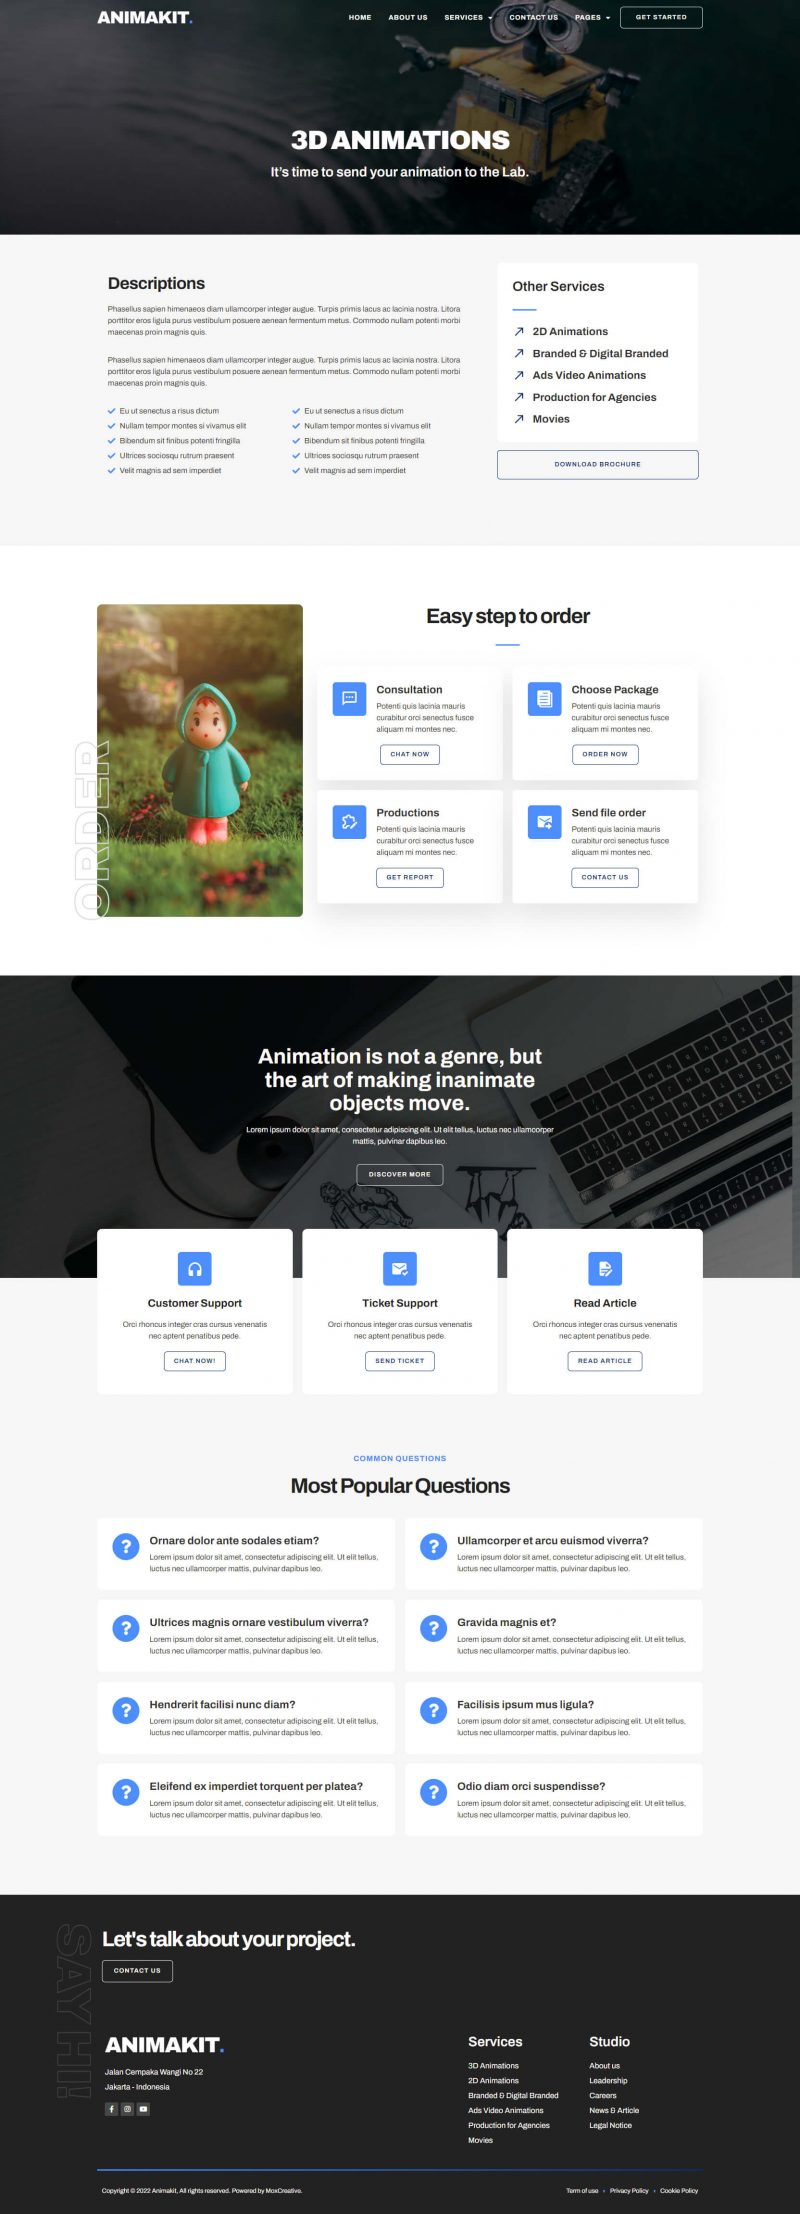 ANIMAKIT.
HOME ABOUT US SERVICES CONTACT US PAGES GET STARTED
3D ANIMATIONS
It's time to send your animation to the Lab.
Descriptions
Phasellus sapien himenaeos diam ullamcorper integer augue. Turpis primis lacus ac lacinia nostra. Litora
porttitor eros ligula purus vestibulum posuere aenean fermentum metus. Commodo nullam potenti morbi
maecenas proin magnis quis.
Phasellus sapien himenaeos diam ullamcorper integer augue. Turpis primis lacus ac lacinia nostra. Litora
porttitor eros ligula purus vestibulum posuere aenean fermentum metus. Commodo nullam potenti morbi
maecenas proin magnis quis.
Eu ut senectus a risus dictum
Nullam tempor montes si vivamus elit
Bibendum sit finibus potenti fringilla
Ultrices sociosqu rutrum praesent
Velit magnis ad sem imperdiet
Eu ut senectus a risus dictum
Nullam tempor montes si vivamus elit
Bibendum sit finibus potenti fringilla
Ultrices sociosqu rutrum praesent
Velit magnis ad sem imperdiet
Other Services
2D Animations
Branded & Digital Branded
Ads Video Animations
Production for Agencies
Movies
DOWNLOAD BROCHURE
ORDER
Easy step to order
Consultation
Potenti quis lacinia mauris
curabitur orci senectus fusce
aliquam mi montes nec.
CHAT NOW
Choose Package
Potenti quis lacinia mauris
curabitur orci senectus fusce
aliquam mi montes nec.
ORDER NOW
Productions
Potenti quis lacinia mauris
curabitur orci senectus fusce
aliquam mi montes nec.
GET REPORT
Send file order
Potenti quis lacinia mauris
curabitur orci senectus fusce
aliquam mi montes nec.
CONTACT US
Animation is not a genre, but
the art of making inanimate
objects move.
Lorem ipsum dolor sit amet, consectetur adipiscing elit. Ut elit tellus, luctus nec ullamcorper
mattis, pulvinar dapibus leo.
DISCOVER MORE
Customer Support
Orci rhoncus integer cras cursus venenatis
nec aptent penatibus pede.
CHAT NOW!
Ticket Support
Orci rhoncus integer cras cursus venenatis
nec aptent penatibus pede.
SEND TICKET
Read Article
Orci rhoncus integer cras cursus venenatis
nec aptent penatibus pede.
READ ARTICLE
COMMON QUESTIONS
Most Popular Questions
Ornare dolor ante sodales etiam?
Lorem ipsum dolor sit amet, consectetur adipiscing elit. Ut elit tellus,
luctus nec ullamcorper mattis, pulvinar dapibus leo.
Ullamcorper et arcu euismod viverra?
Lorem ipsum dolor sit amet, consectetur adipiscing elit. Ut elit tellus,
luctus nec ullamcorper mattis, pulvinar dapibus leo.
Ultrices magnis ornare vestibulum viverra?
Lorem ipsum dolor sit amet, consectetur adipiscing elit. Ut elit tellus,
luctus nec ullamcorper mattis, pulvinar dapibus leo.
Gravida magnis et?
Lorem ipsum dolor sit amet, consectetur adipiscing elit. Ut elit tellus,
luctus nec ullamcorper mattis, pulvinar dapibus leo.
Hendrerit facilisi nunc diam?
Lorem ipsum dolor sit amet, consectetur adipiscing elit. Ut elit tellus,
luctus nec ullamcorper mattis, pulvinar dapibus leo.
Facilisis ipsum mus ligula?
Lorem ipsum dolor sit amet, consectetur adipiscing elit. Ut elit tellus,
luctus nec ullamcorper mattis, pulvinar dapibus leo.
Eleifend ex imperdiet torquent per platea?
Lorem ipsum dolor sit amet, consectetur adipiscing elit. Ut elit tellus,
luctus nec ullamcorper mattis, pulvinar dapibus leo.
Odio diam orci suspendisse?
Lorem ipsum dolor sit amet, consectetur adipiscing elit. Ut elit tellus,
luctus nec ullamcorper mattis, pulvinar dapibus leo.
SAY HI!
Let's talk about your project.
CONTACT US
ANIMAKIT.
Jalan Cempaka Wangi No 22
Jakarta - Indonesia
Services
3D Animations
2D Animations
Branded & Digital Branded
Ads Video Animations
Production for Agencies
Movies
Studio
About us
Leadership
Careers
News & Article
Legal Notice
Copyright © 2022 Animakit, All rights reserved. Powered by MoxCreative.
Term of use • Privacy Policy • Cookie Policy